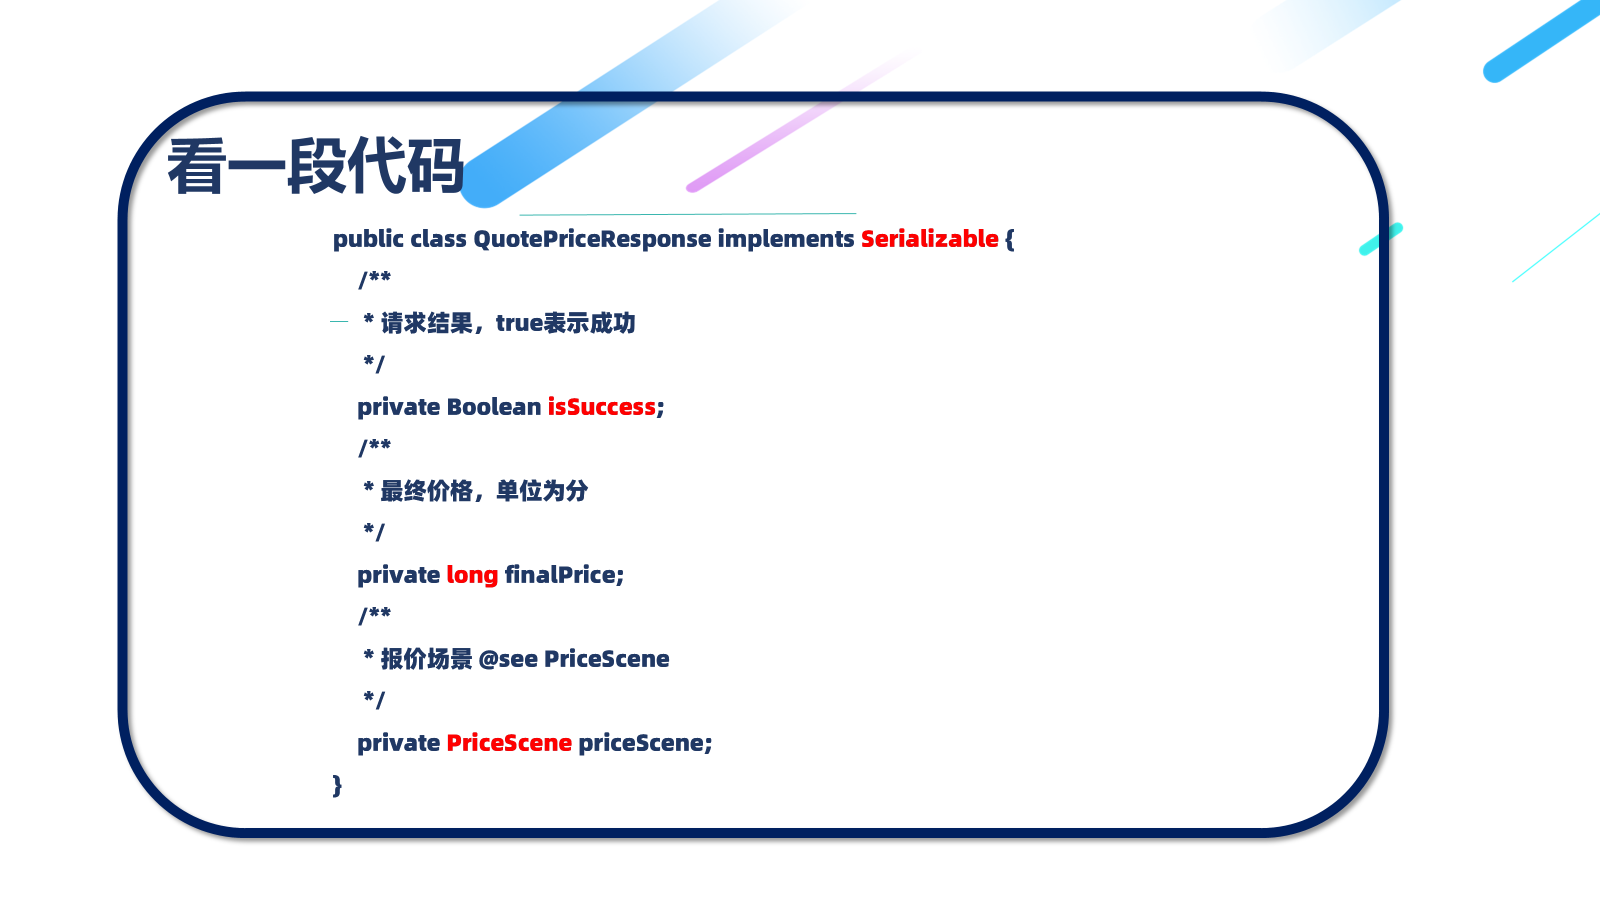 看一段代码
public class QuotePriceResponse implements Serializable {
/**
* 请求结果，true表示成功
*/
private Boolean isSuccess;
/**
* 最终价格，单位为分
*/
private long finalPrice;
/**
* 报价场景 @see PriceScene
*/
private PriceScene priceScene;
}